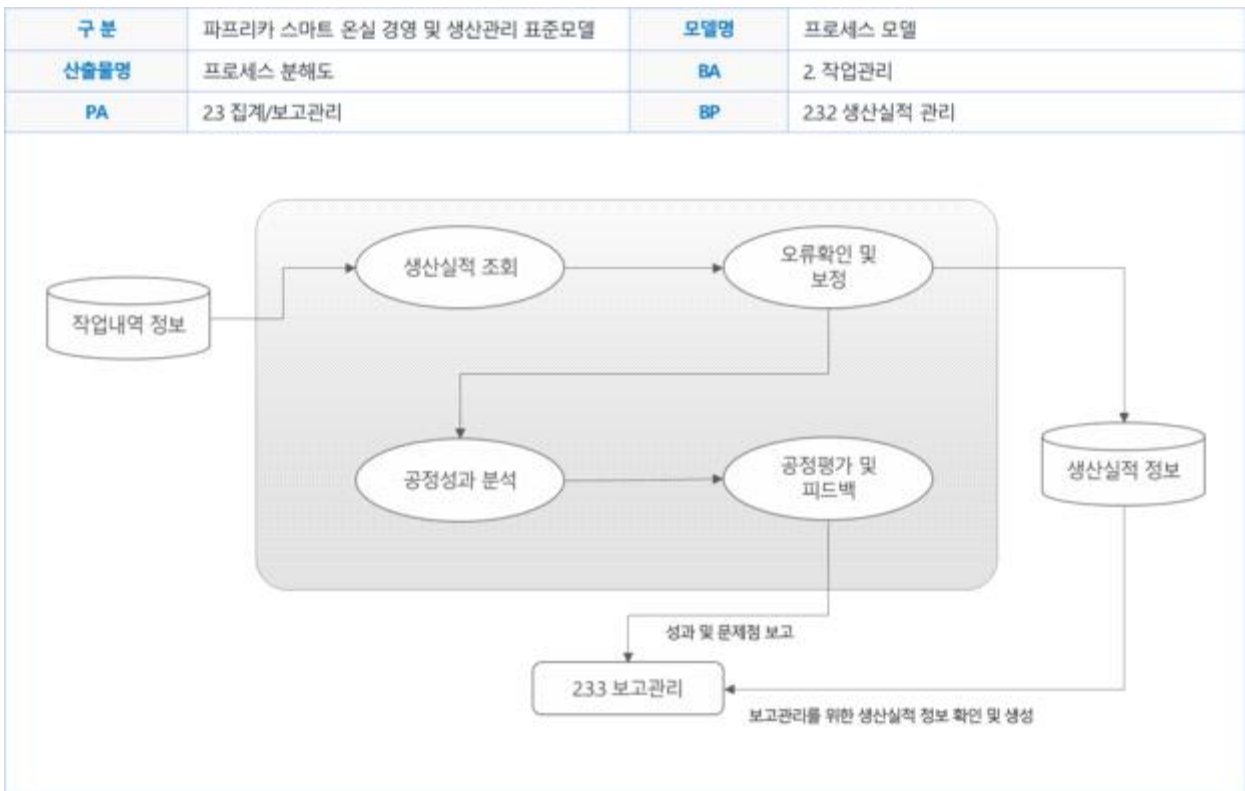 구 분 파프리카 스마트 온실 경영 및 생산관리 표준모델 모델명 프로세스 모델
산출물명 프로세스 분해도 BA 2. 작업관리
PA 2.3 집계/보고관리 BP 2.3.2 생산실적 관리
생산실적 조회
오류확인 및
보정
작업내역 정보
공정성과 분석
공정평가 및
피드백
생산실적 정보
성과 및 문제점 보고
2.3.3 보고관리
보고관리를 위한 생산실적 정보 확인 및 생성